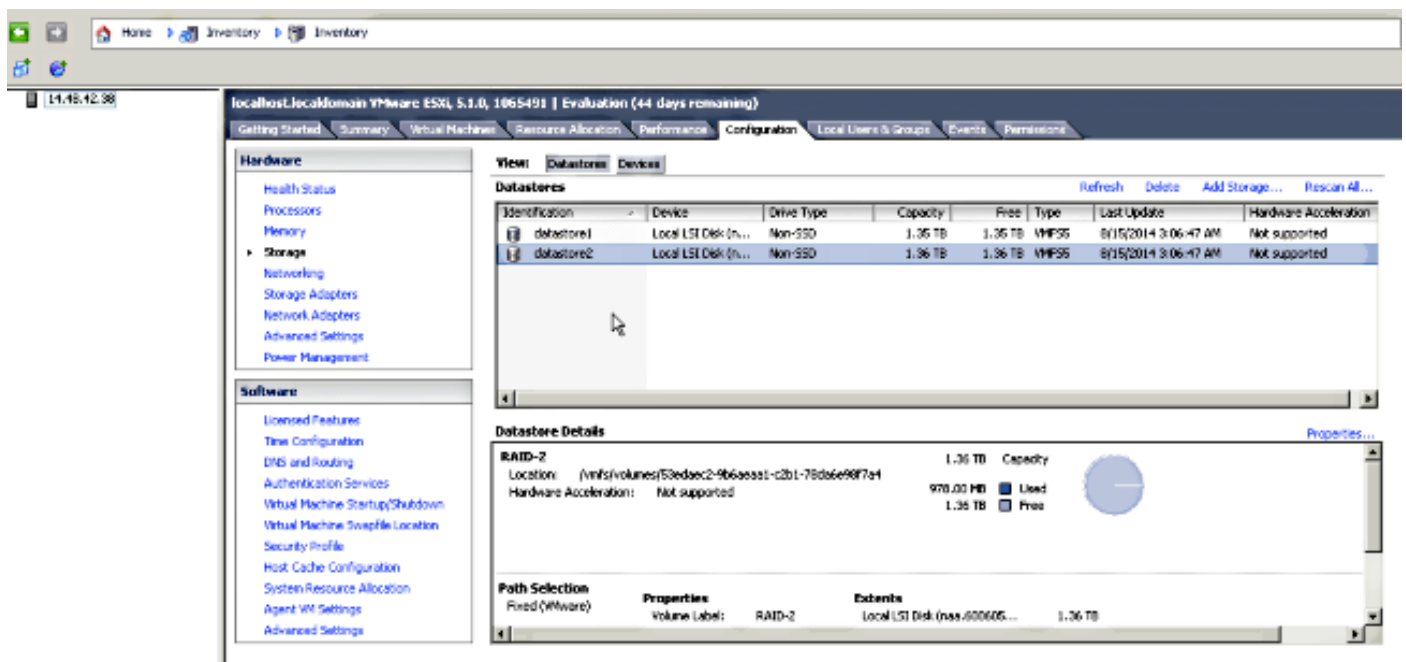 Home Inventory Inventory
14.48.42.38
localhost.localdomain VMware ESXi, 5.1.0, 1065491 | Evaluation (44 days remaining)
Getting Started Summary Virtual Machines Resource Allocation Performance Configuration Local Users & Groups Events Permissions
Hardware
Health Status
Processors
Memory
Storage
Networking
Storage Adapters
Network Adapters
Advanced Settings
Power Management
Software
Licensed Features
Time Configuration
DNS and Routing
Authentication Services
Virtual Machine Startup/Shutdown
Virtual Machine Swapfile Location
Security Profile
Host Cache Configuration
System Resource Allocation
Agent VM Settings
Advanced Settings
View: Datastores Devices
Datastores Refresh Delete Add Storage... Rescan All...
Identification Device Drive Type Capacity Free Type Last Update Hardware Acceleration
datastore1 Local LSI Disk (n... Non-SSD 1.35 TB 1.35 TB VMFS5 8/15/2014 3:06:47 AM Not supported
datastore2 Local LSI Disk (n... Non-SSD 1.36 TB 1.36 TB VMFS5 8/15/2014 3:06:47 AM Not supported
Datastore Details Properties...
RAID-2 1.36 TB Capacity
Location: /vmfs/volumes/53edaec2-9b6aeaa1-c2b1-78da6e98f7a4
Hardware Acceleration: Not supported 978.00 MB Used
1.36 TB Free
Path Selection Properties Extents
Fixed (VMware) Volume Label: RAID-2 Local LSI Disk (naa.600605... 1.36 TB